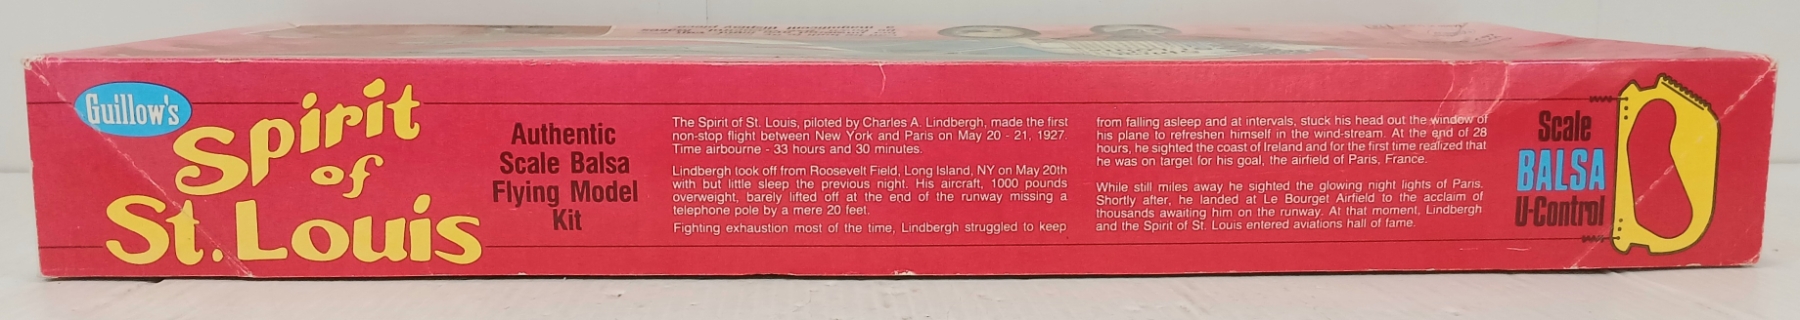 Guillow's
Spirit
of
St. Louis
Authentic
Scale Balsa
Flying Model
Kit
The Spirit of St. Louis, piloted by Charles A. Lindbergh, made the first
non-stop flight between New York and Paris on May 20 - 21, 1927.
Time airbourne - 33 hours and 30 minutes.
Lindbergh took off from Roosevelt Field, Long Island, NY on May 20th
with but little sleep the previous night. His aircraft, 1000 pounds
overweight, barely lifted off at the end of the runway missing a
telephone pole by a mere 20 feet.
Fighting exhaustion most of the time, Lindbergh struggled to keep
from falling asleep and at intervals, stuck his head out the window of
his plane to refreshen himself in the wind-stream. At the end of 28
hours, he sighted the coast of Ireland and for the first time realized that
he was on target for his goal, the airfield of Paris, France.
While still miles away he sighted the glowing night lights of Paris.
Shortly after, he landed at Le Bourget Airfield to the acclaim of
thousands awaiting him on the runway. At that moment, Lindbergh
and the Spirit of St. Louis entered aviations hall of fame.
Scale
BALSA
U-Control